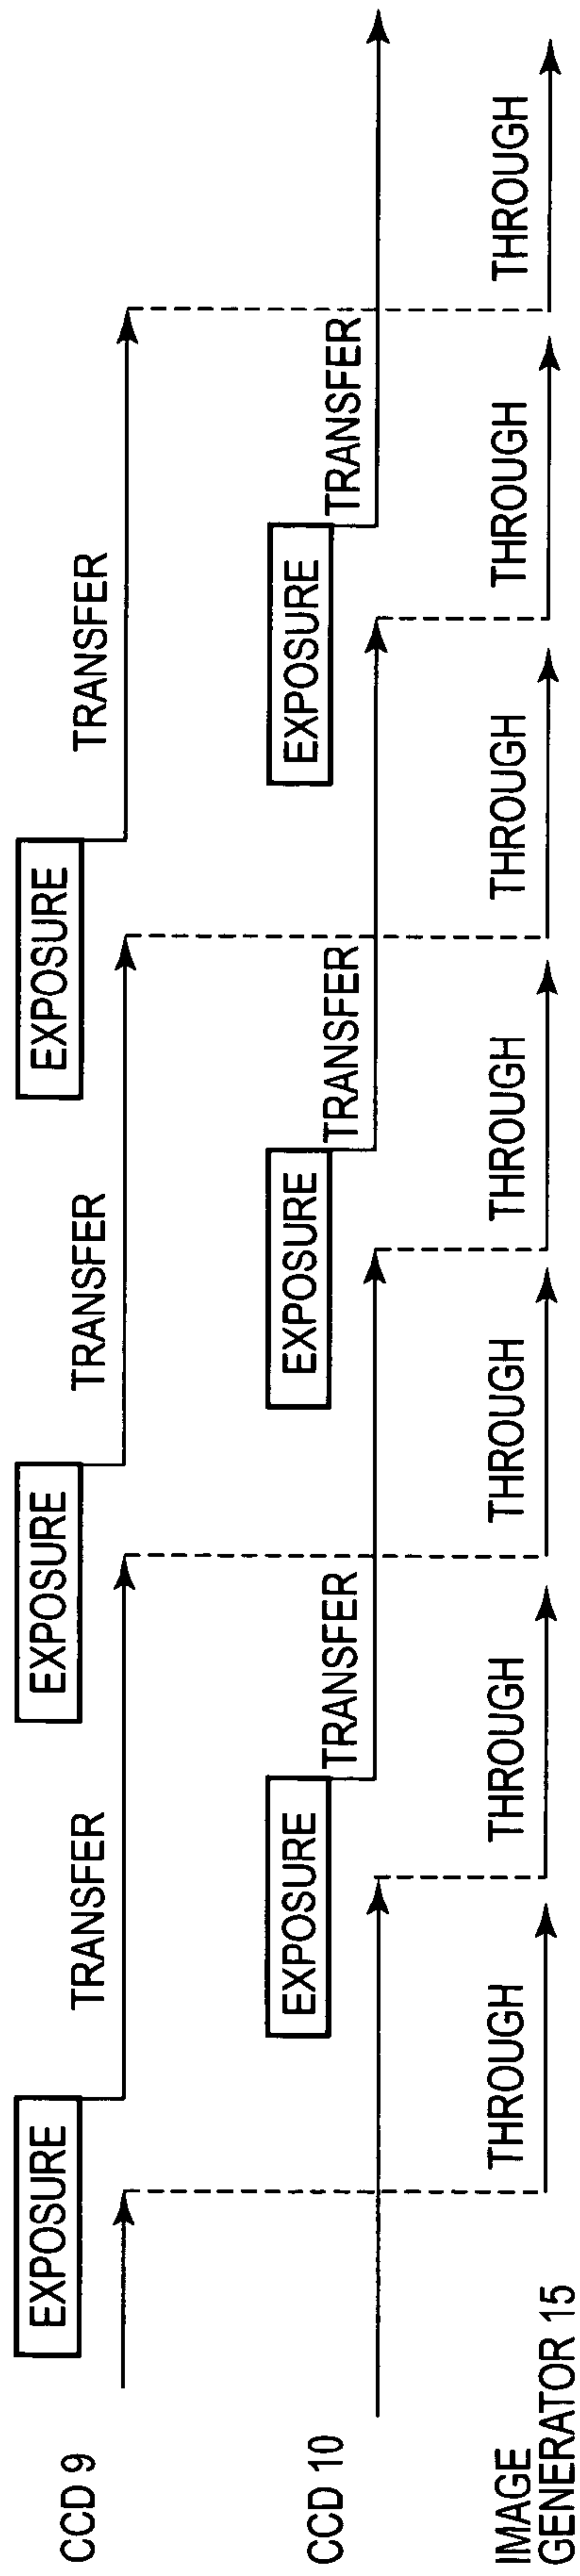 CCD 9
EXPOSURE
TRANSFER
EXPOSURE
TRANSFER
EXPOSURE
TRANSFER
CCD 10
EXPOSURE
TRANSFER
EXPOSURE
TRANSFER
EXPOSURE
TRANSFER
IMAGE
GENERATOR 15
THROUGH
THROUGH
THROUGH
THROUGH
THROUGH
THROUGH
THROUGH